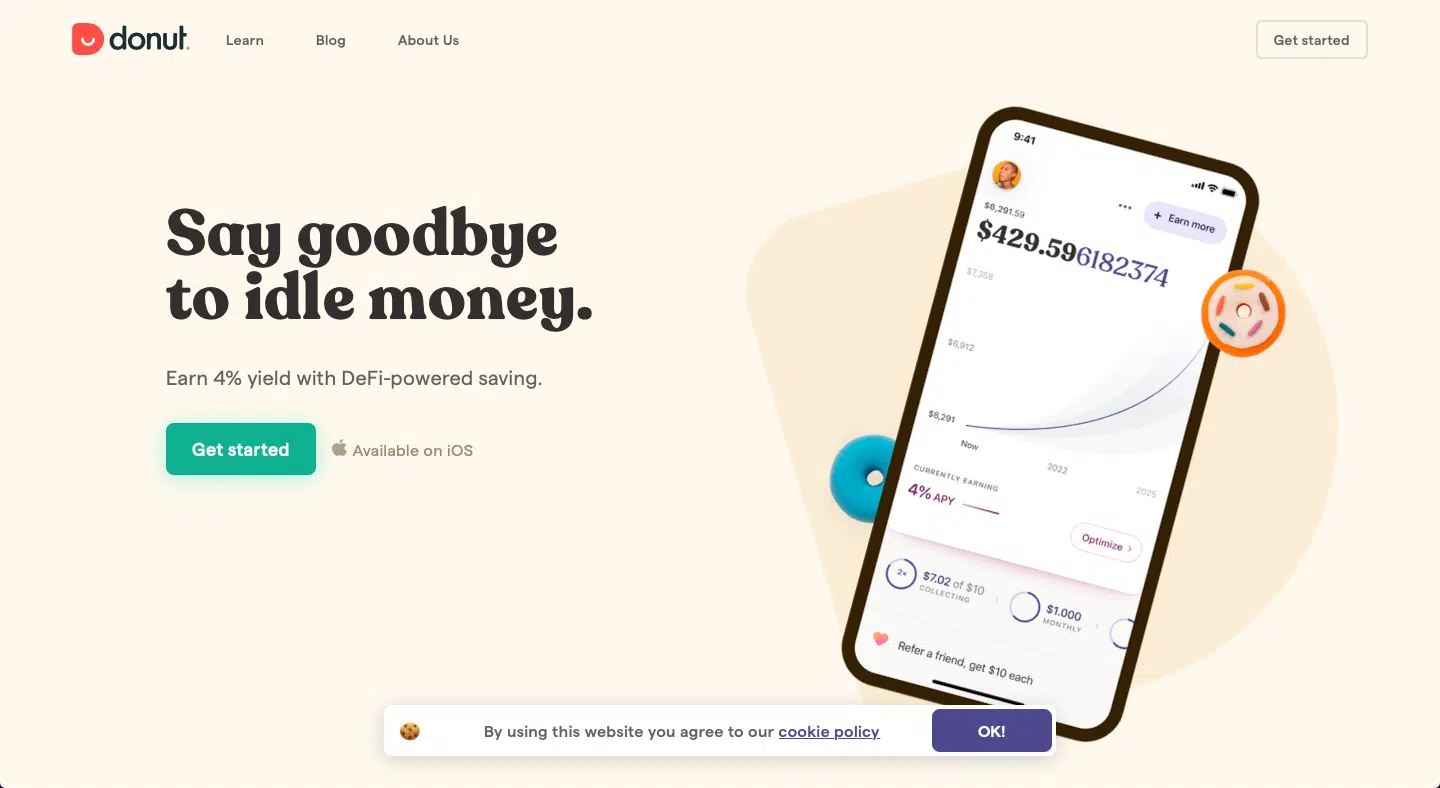 donut.
Learn
Blog
About Us
Get started
Say goodbye
to idle money.
Earn 4% yield with DeFi-powered saving.
Get started
Available on iOS
9:41
$6,291.59
+ Earn more
$429.596182374
$7,358
$6,912
$6,291
Now
2022
2025
CURRENTLY EARNING
4% APY
Optimize ›
2×
$7.02 of $10
COLLECTING
$1.000
MONTHLY
Refer a friend, get $10 each
By using this website you agree to our cookie policy
OK!